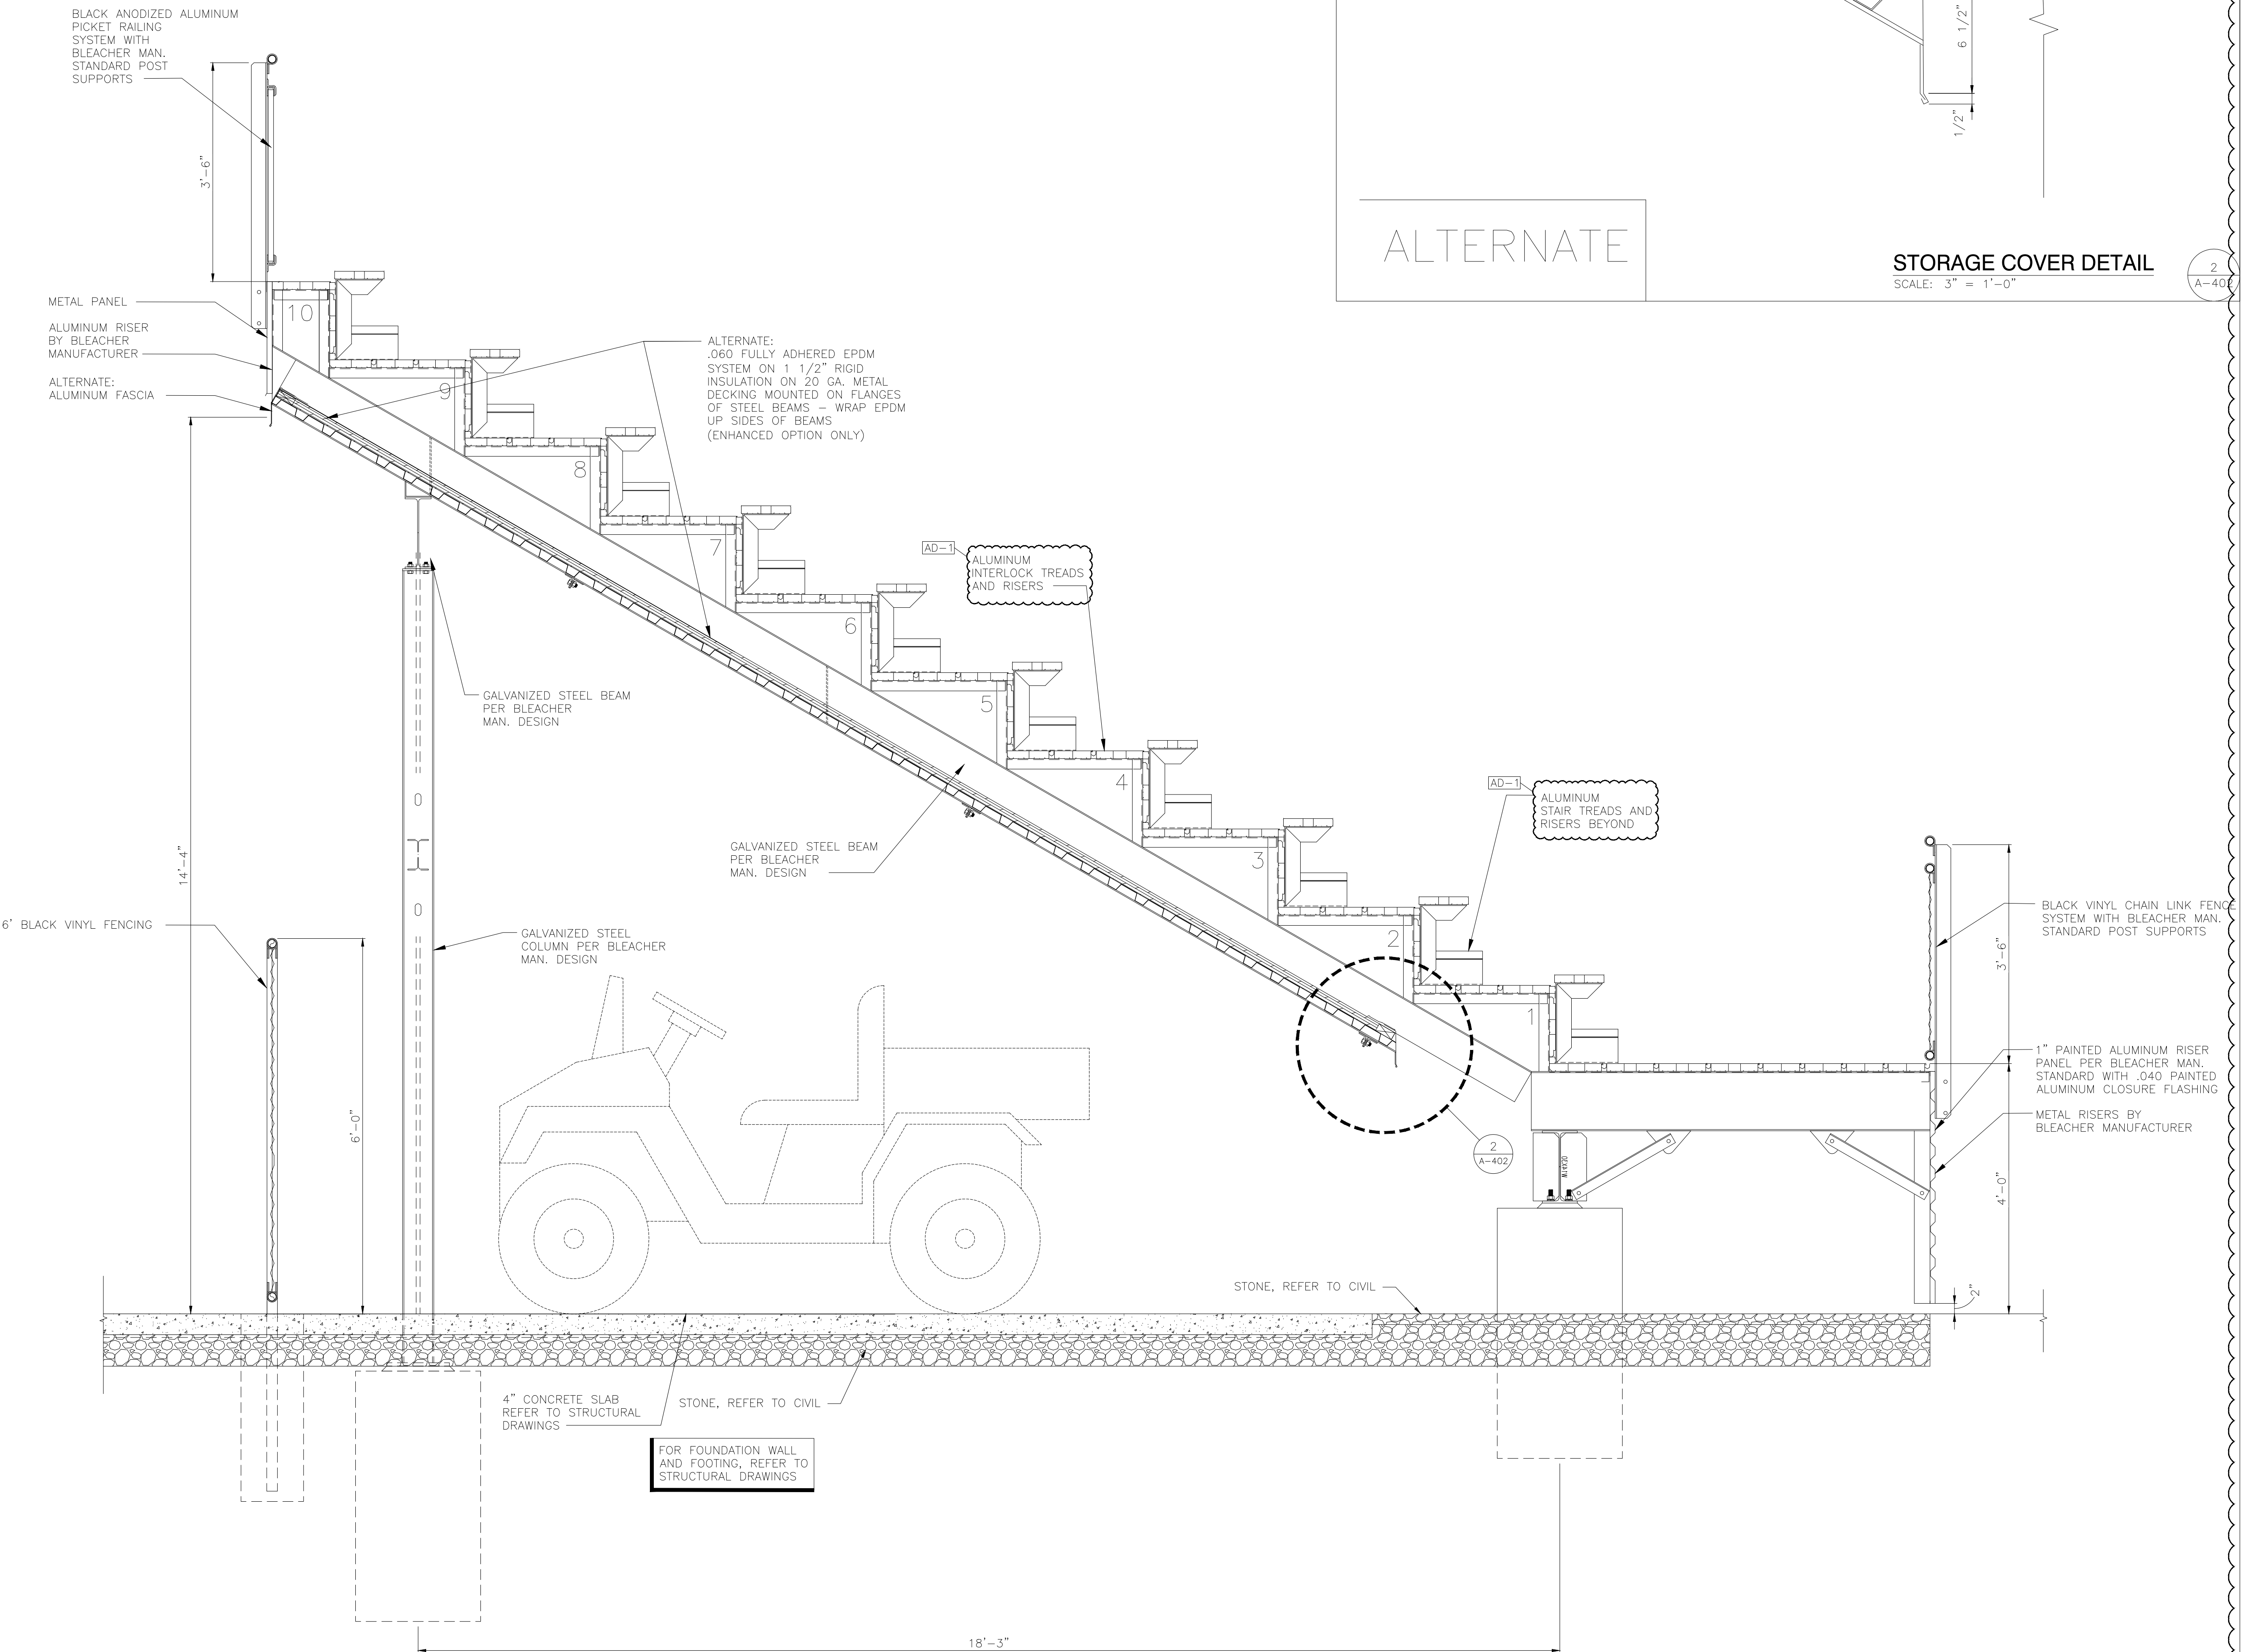 BLACK ANODIZED ALUMINUM
PICKET RAILING
SYSTEM WITH
BLEACHER MAN.
STANDARD POST
SUPPORTS
3'-6"
6 1/2"
1/2"
ALTERNATE
STORAGE COVER DETAIL
SCALE: 3" = 1'-0"
2
A-402
METAL PANEL
ALUMINUM RISER
BY BLEACHER
MANUFACTURER
ALTERNATE:
ALUMINUM FASCIA
ALTERNATE:
.060 FULLY ADHERED EPDM
SYSTEM ON 1 1/2" RIGID
INSULATION ON 20 GA. METAL
DECKING MOUNTED ON FLANGES
OF STEEL BEAMS - WRAP EPDM
UP SIDES OF BEAMS
(ENHANCED OPTION ONLY)
10
9
8
7
6
5
4
3
2
1
AD-1
ALUMINUM
INTERLOCK TREADS
AND RISERS
GALVANIZED STEEL BEAM
PER BLEACHER
MAN. DESIGN
AD-1
ALUMINUM
STAIR TREADS AND
RISERS BEYOND
GALVANIZED STEEL BEAM
PER BLEACHER
MAN. DESIGN
14'-4"
6' BLACK VINYL FENCING
GALVANIZED STEEL
COLUMN PER BLEACHER
MAN. DESIGN
6'-0"
BLACK VINYL CHAIN LINK FENCE
SYSTEM WITH BLEACHER MAN.
STANDARD POST SUPPORTS
3'-6"
1" PAINTED ALUMINUM RISER
PANEL PER BLEACHER MAN.
STANDARD WITH .040 PAINTED
ALUMINUM CLOSURE FLASHING
METAL RISERS BY
BLEACHER MANUFACTURER
2
A-402
4'-0"
2"
STONE, REFER TO CIVIL
4" CONCRETE SLAB
REFER TO STRUCTURAL
DRAWINGS
STONE, REFER TO CIVIL
FOR FOUNDATION WALL
AND FOOTING, REFER TO
STRUCTURAL DRAWINGS
18'-3"